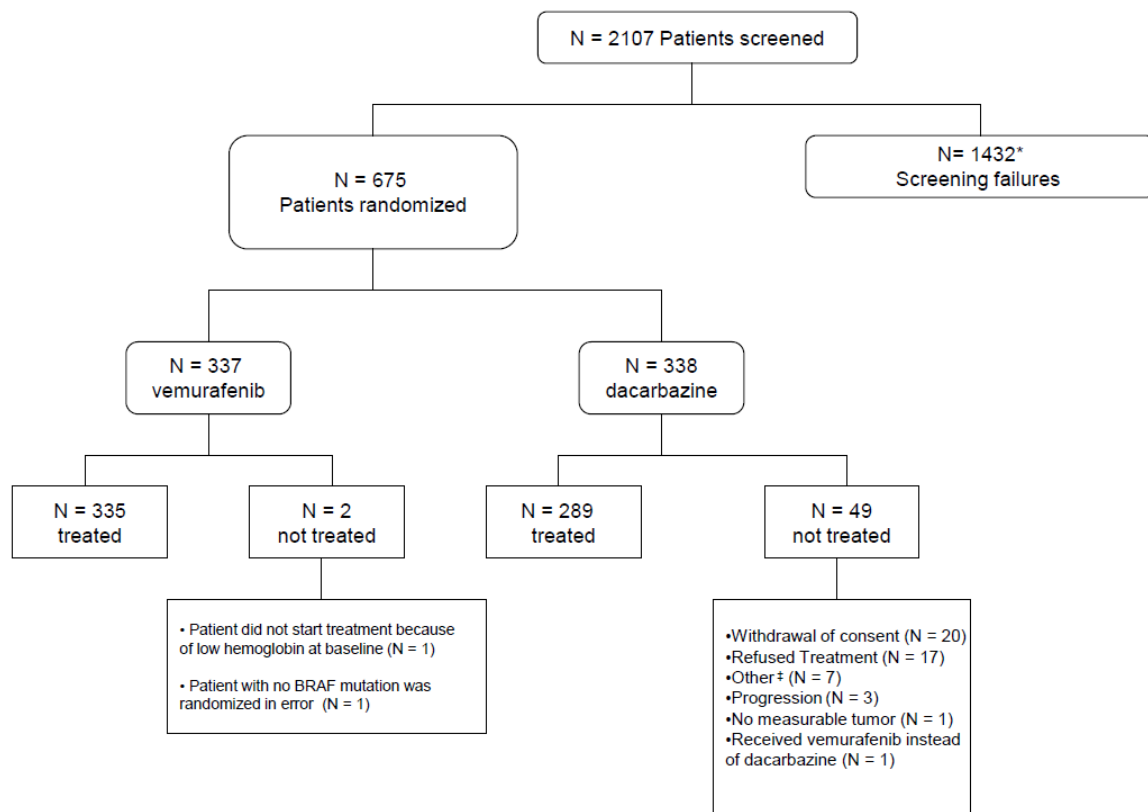 N = 2107 Patients screened
N = 675
Patients randomized
N= 1432*
Screening failures
N = 337
vemurafenib
N = 338
dacarbazine
N = 335
treated
N = 2
not treated
N = 289
treated
N = 49
not treated
• Patient did not start treatment because
of low hemoglobin at baseline (N = 1)
• Patient with no BRAF mutation was
randomized in error (N = 1)
•Withdrawal of consent (N = 20)
•Refused Treatment (N = 17)
•Other‡ (N = 7)
•Progression (N = 3)
•No measurable tumor (N = 1)
•Received vemurafenib instead
of dacarbazine (N = 1)